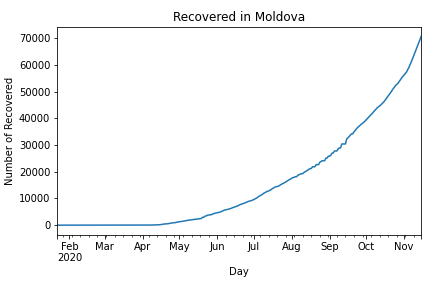 Recovered in Moldova
70000
60000
50000
40000
30000
20000
10000
0
Number of Recovered
Feb Mar Apr May Jun Jul Aug Sep Oct Nov
2020
Day